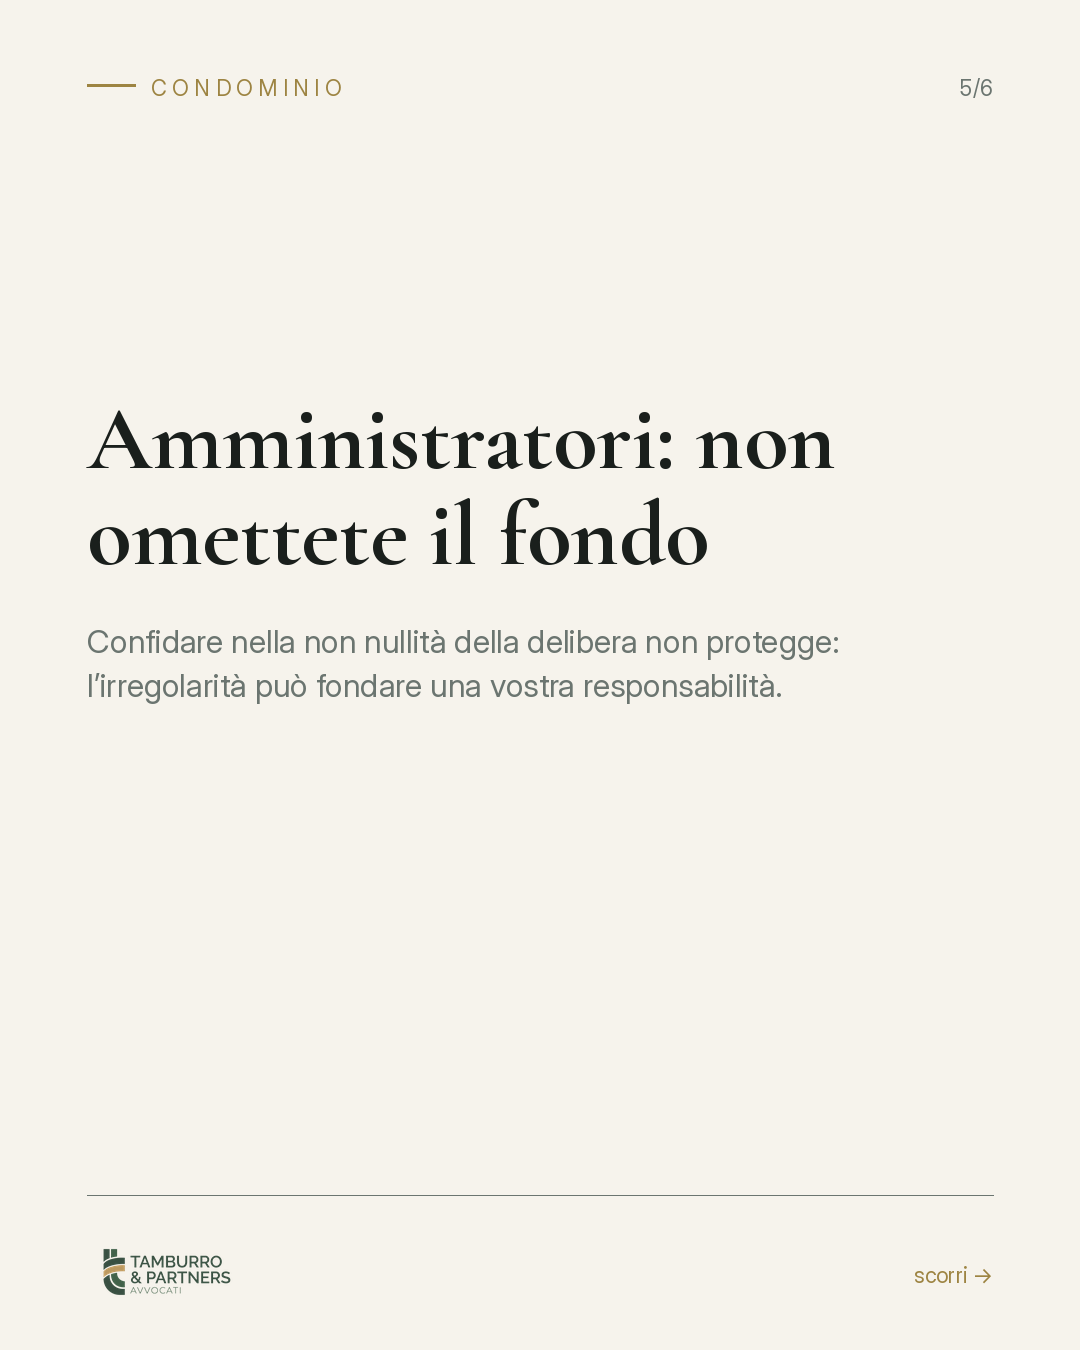 CONDOMINIO
5/6
Amministratori: non
omettete il fondo
Confidare nella non nullità della delibera non protegge:
l’irregolarità può fondare una vostra responsabilità.
TAMBURRO
& PARTNERS
AVVOCATI
scorri →